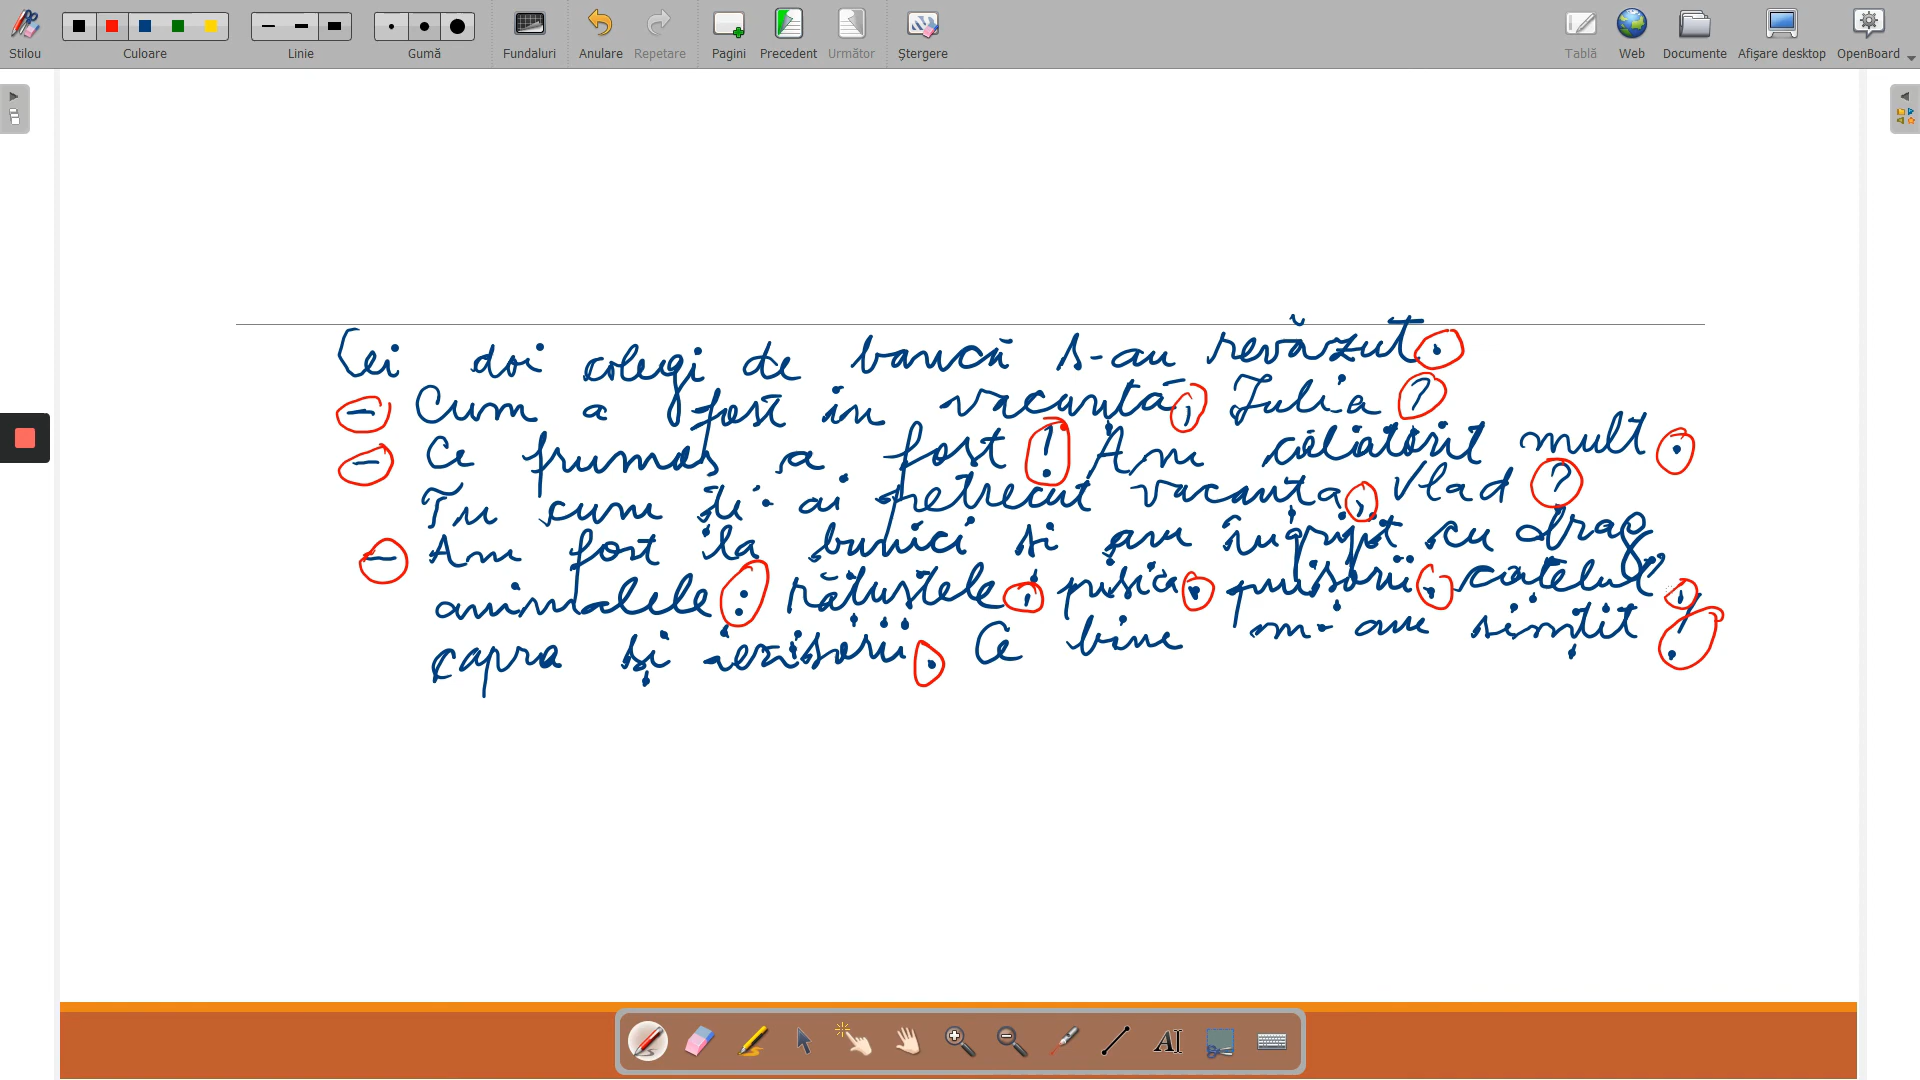 Stilou Culoare Linie Gumă Fundaluri Anulare Repetare Pagini Precedent Următor Ștergere Tablă Web Documente Afișare desktop OpenBoard
Cei doi colegi de bancă s-au revăzut.
- Cum a fost in vacanță, Iulia?
- Ce frumos a fost! Am călătorit mult.
Tu cum ți-ai petrecut vacanța, Vlad?
- Am fost la bunici si am îngrijit cu drag
animalele: rățuștele, pisica, puișorii, cățelul,
capra și iezișorii. Ce bine m-am simțit!